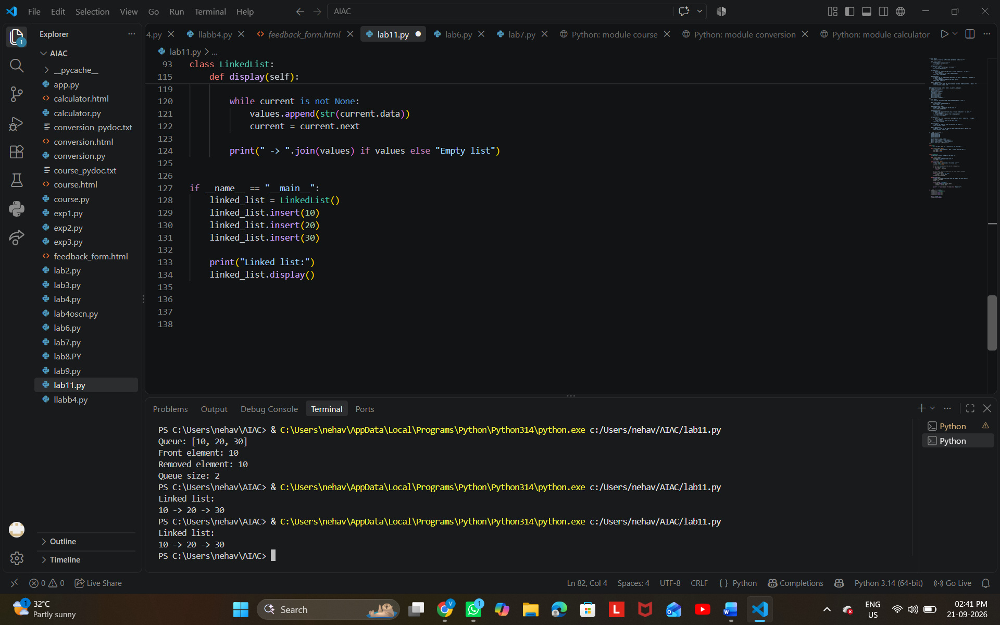 File Edit Selection View Go Run Terminal Help
AIAC
Explorer
4.py
llabb4.py
feedback_form.html
lab11.py
lab6.py
lab7.py
Python: module course
Python: module conversion
Python: module calculator
1
AIAC
__pycache__
app.py
calculator.html
calculator.py
conversion_pydoc.txt
conversion.html
conversion.py
course_pydoc.txt
course.html
course.py
exp1.py
exp2.py
exp3.py
feedback_form.html
lab2.py
lab3.py
lab4.py
lab4oscn.py
lab6.py
lab7.py
lab8.PY
lab9.py
lab11.py
llabb4.py
Outline
Timeline
lab11.py > ...
93 class LinkedList:
115 def display(self):
119
120 while current is not None:
121 values.append(str(current.data))
122 current = current.next
123
124 print(" -> ".join(values) if values else "Empty list")
125
126
127 if __name__ == "__main__":
128 linked_list = LinkedList()
129 linked_list.insert(10)
130 linked_list.insert(20)
131 linked_list.insert(30)
132
133 print("Linked list:")
134 linked_list.display()
135
136
137
138
Problems Output Debug Console Terminal Ports
PS C:\Users\nehav\AIAC> & C:\Users\nehav\AppData\Local\Programs\Python\Python314\python.exe c:/Users/nehav/AIAC/lab11.py
Queue: [10, 20, 30]
Front element: 10
Removed element: 10
Queue size: 2
PS C:\Users\nehav\AIAC> & C:\Users\nehav\AppData\Local\Programs\Python\Python314\python.exe c:/Users/nehav/AIAC/lab11.py
Linked list:
10 -> 20 -> 30
PS C:\Users\nehav\AIAC> & C:\Users\nehav\AppData\Local\Programs\Python\Python314\python.exe c:/Users/nehav/AIAC/lab11.py
Linked list:
10 -> 20 -> 30
PS C:\Users\nehav\AIAC>
Python
Python
0 0 Live Share
Ln 82, Col 4 Spaces: 4 UTF-8 CRLF { } Python Completions Python 3.14 (64-bit) Go Live
1
32°C
Partly sunny
Search
V
1
L
W
ENG
US
02:41 PM
21-09-2026